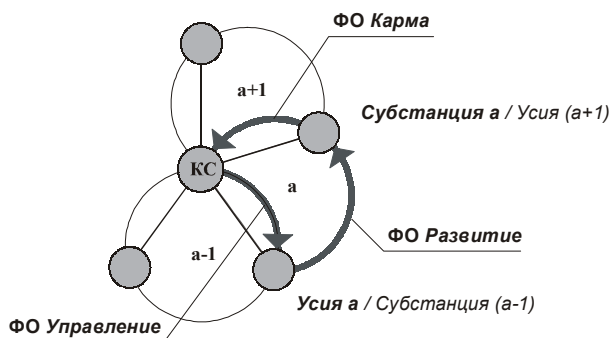 ФО Карма
a+1
Субстанция a / Усия (a+1)
КС
a
ФО Развитие
a-1
Усия a / Субстанция (a-1)
ФО Управление